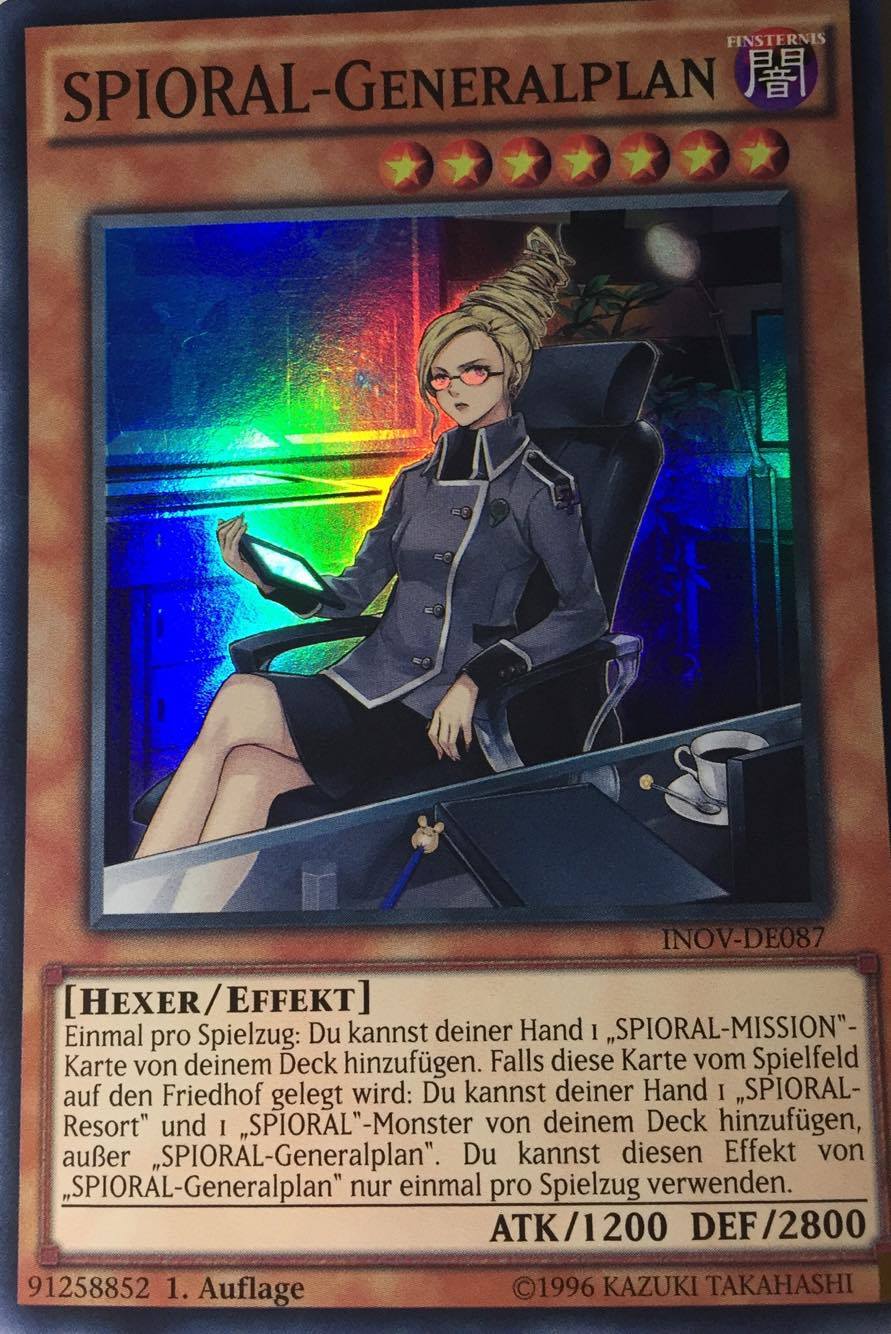 FINSTERNIS
SPIORAL-GENERALPLAN
闇
INOV-DE087
[HEXER/EFFEKT]
Einmal pro Spielzug: Du kannst deiner Hand 1 „SPIORAL-MISSION"-
Karte von deinem Deck hinzufügen. Falls diese Karte vom Spielfeld
auf den Friedhof gelegt wird: Du kannst deiner Hand 1 „SPIORAL-
Resort" und 1 „SPIORAL"-Monster von deinem Deck hinzufügen,
außer „SPIORAL-Generalplan". Du kannst diesen Effekt von
„SPIORAL-Generalplan" nur einmal pro Spielzug verwenden.
ATK/1200 DEF/2800
91258852 1. Auflage ©1996 KAZUKI TAKAHASHI